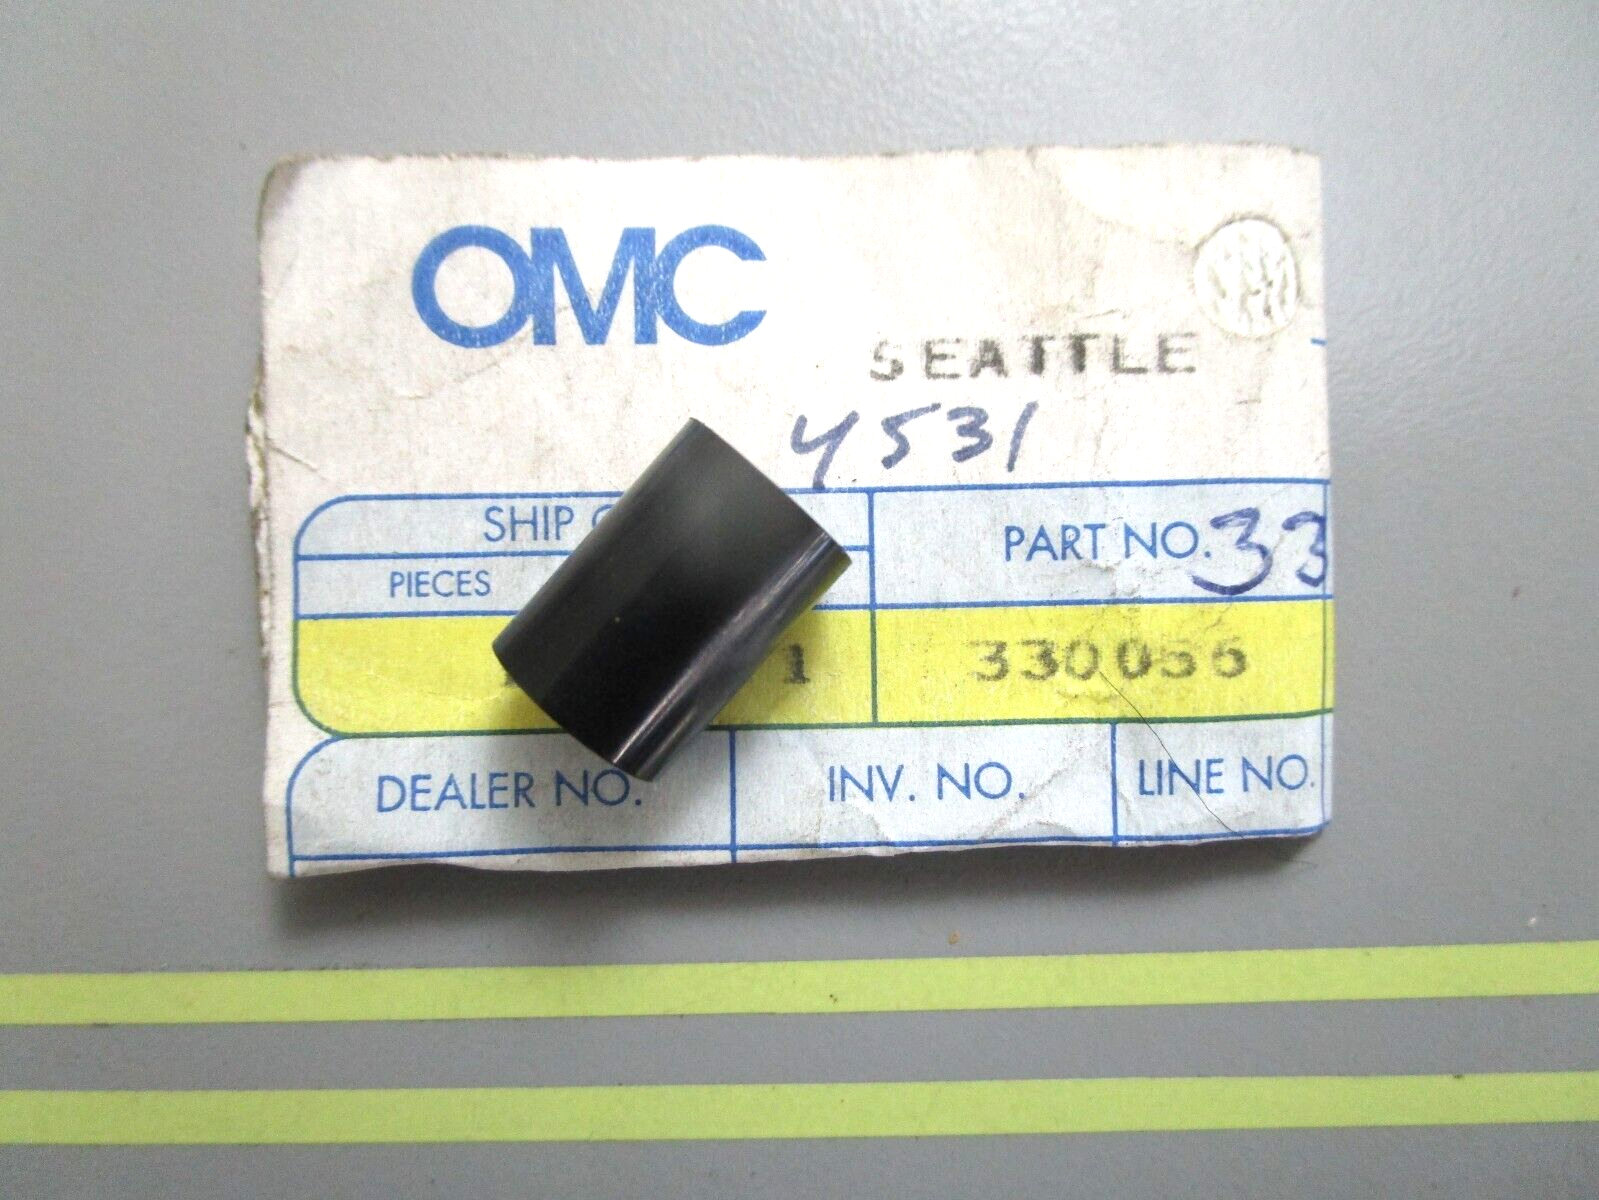 OMC
SEATTLE
4531
SHIP
PART NO. 33
PIECES
1 330056
DEALER NO. INV. NO. LINE NO.